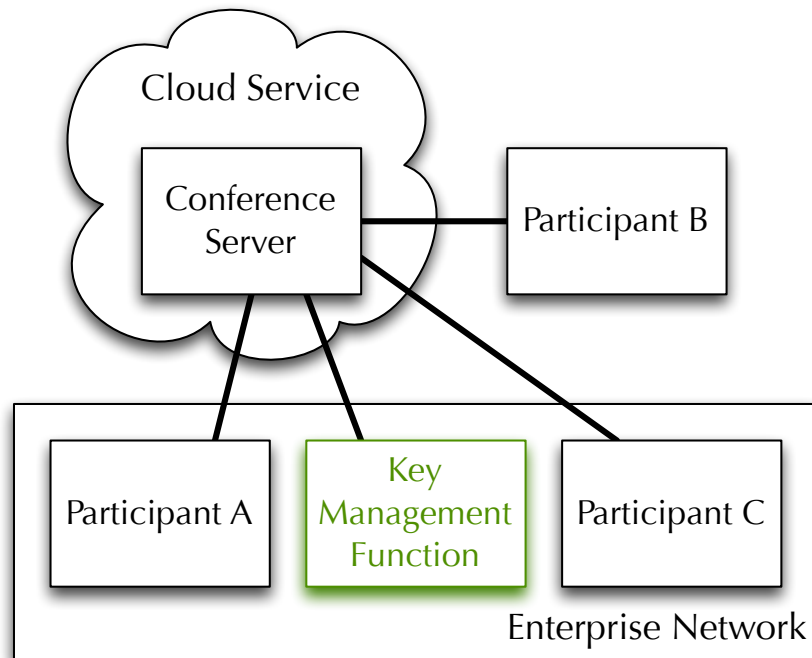 Cloud Service
Conference
Server
Participant B
Participant A
Key
Management
Function
Participant C
Enterprise Network